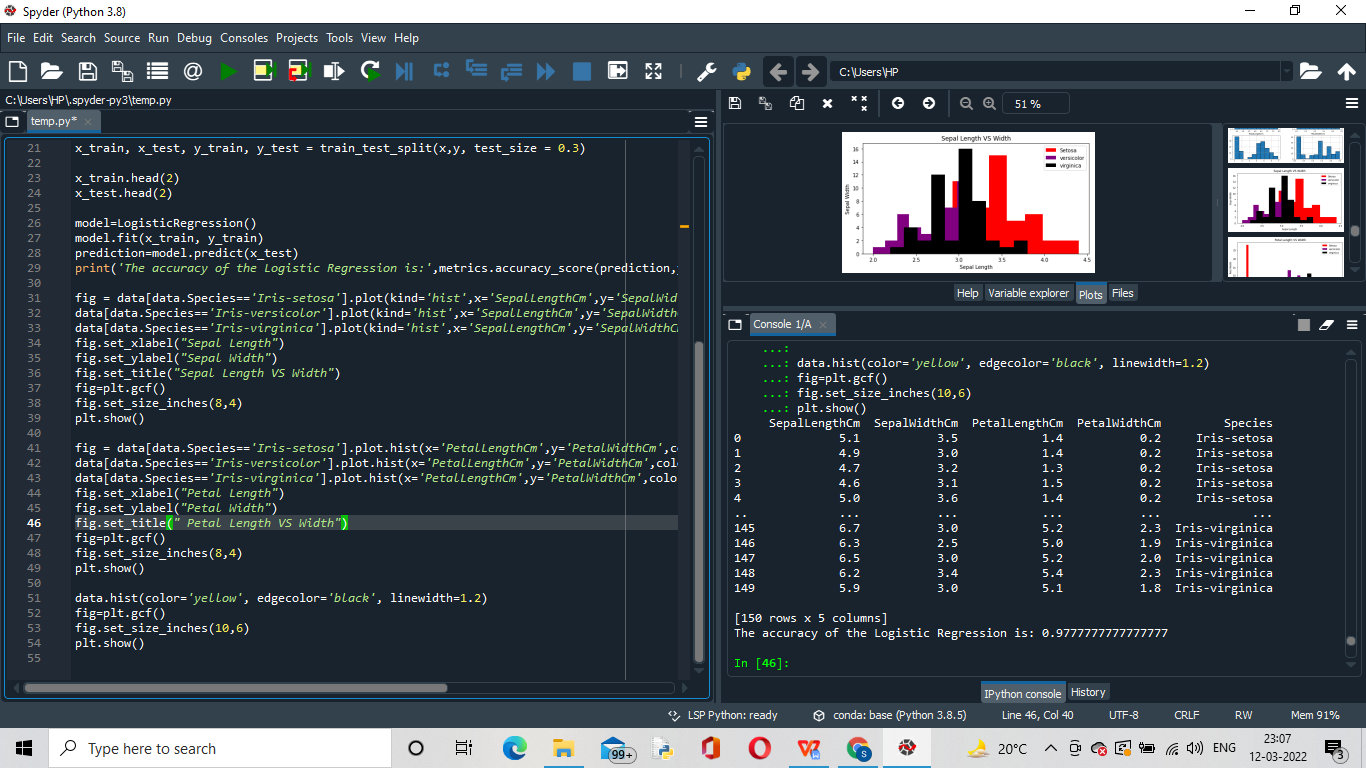 Spyder (Python 3.8)
File Edit Search Source Run Debug Consoles Projects Tools View Help
C:\Users\HP
C:\Users\HP\.spyder-py3\temp.py
temp.py*
21 x_train, x_test, y_train, y_test = train_test_split(x,y, test_size = 0.3)
22
23 x_train.head(2)
24 x_test.head(2)
25
26 model=LogisticRegression()
27 model.fit(x_train, y_train)
28 prediction=model.predict(x_test)
29 print('The accuracy of the Logistic Regression is:',metrics.accuracy_score(prediction,
30
31 fig = data[data.Species=='Iris-setosa'].plot(kind='hist',x='SepalLengthCm',y='SepalWid
32 data[data.Species=='Iris-versicolor'].plot(kind='hist',x='SepalLengthCm',y='SepalWidth
33 data[data.Species=='Iris-virginica'].plot(kind='hist',x='SepalLengthCm',y='SepalWidthC
34 fig.set_xlabel("Sepal Length")
35 fig.set_ylabel("Sepal Width")
36 fig.set_title("Sepal Length VS Width")
37 fig=plt.gcf()
38 fig.set_size_inches(8,4)
39 plt.show()
40
41 fig = data[data.Species=='Iris-setosa'].plot.hist(x='PetalLengthCm',y='PetalWidthCm',c
42 data[data.Species=='Iris-versicolor'].plot.hist(x='PetalLengthCm',y='PetalWidthCm',col
43 data[data.Species=='Iris-virginica'].plot.hist(x='PetalLengthCm',y='PetalWidthCm',colo
44 fig.set_xlabel("Petal Length")
45 fig.set_ylabel("Petal Width")
46 fig.set_title(" Petal Length VS Width")
47 fig=plt.gcf()
48 fig.set_size_inches(8,4)
49 plt.show()
50
51 data.hist(color='yellow', edgecolor='black', linewidth=1.2)
52 fig=plt.gcf()
53 fig.set_size_inches(10,6)
54 plt.show()
55
51 %
Sepal Length VS Width
Setosa
versicolor
virginica
Sepal Width
16
14
12
10
8
6
4
2
0
2.0 2.5 3.0 3.5 4.0 4.5
Sepal Length
Help Variable explorer Plots Files
Console 1/A
...:
...: data.hist(color='yellow', edgecolor='black', linewidth=1.2)
...: fig=plt.gcf()
...: fig.set_size_inches(10,6)
...: plt.show()
SepalLengthCm SepalWidthCm PetalLengthCm PetalWidthCm Species
0 5.1 3.5 1.4 0.2 Iris-setosa
1 4.9 3.0 1.4 0.2 Iris-setosa
2 4.7 3.2 1.3 0.2 Iris-setosa
3 4.6 3.1 1.5 0.2 Iris-setosa
4 5.0 3.6 1.4 0.2 Iris-setosa
.. ... ... ... ... ...
145 6.7 3.0 5.2 2.3 Iris-virginica
146 6.3 2.5 5.0 1.9 Iris-virginica
147 6.5 3.0 5.2 2.0 Iris-virginica
148 6.2 3.4 5.4 2.3 Iris-virginica
149 5.9 3.0 5.1 1.8 Iris-virginica
[150 rows x 5 columns]
The accuracy of the Logistic Regression is: 0.9777777777777777
In [46]:
IPython console History
LSP Python: ready conda: base (Python 3.8.5) Line 46, Col 40 UTF-8 CRLF RW Mem 91%
Type here to search
99+
20°C
ENG
23:07
12-03-2022
3